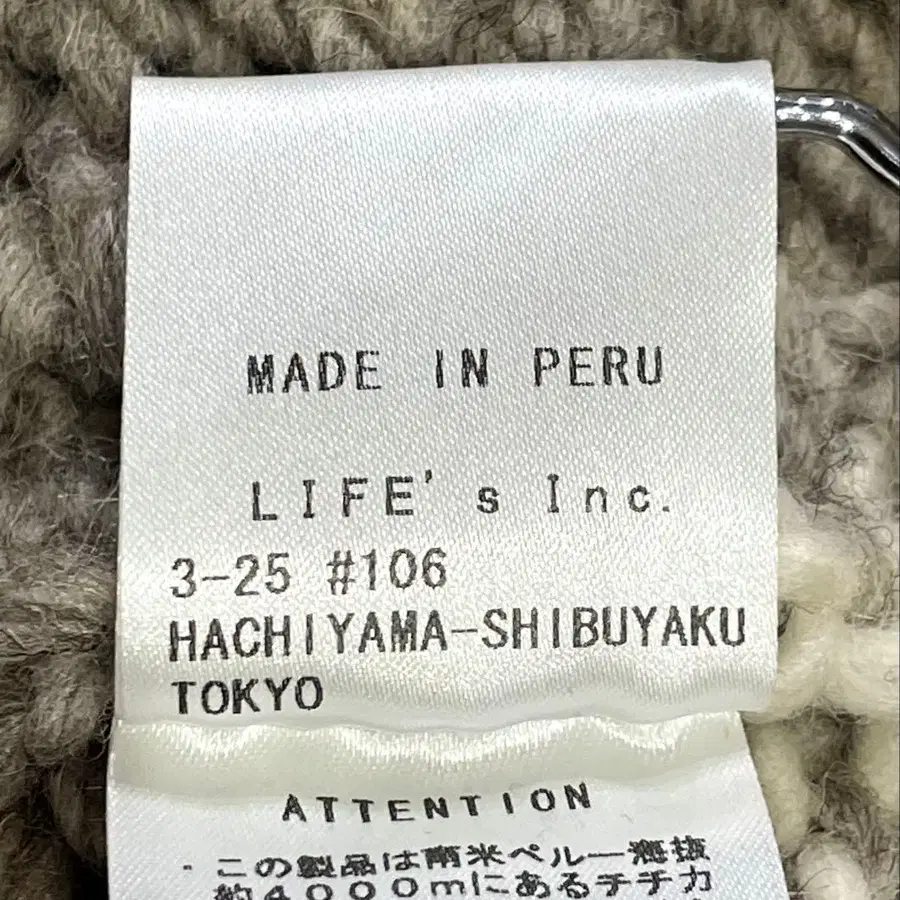 MADE IN PERU
LIFE's Inc.
3-25 #106
HACHIYAMA-SHIBUYAKU
TOKYO
ATTENTION
・この製品は南米ペルー海抜
約4000mにあるチチカ